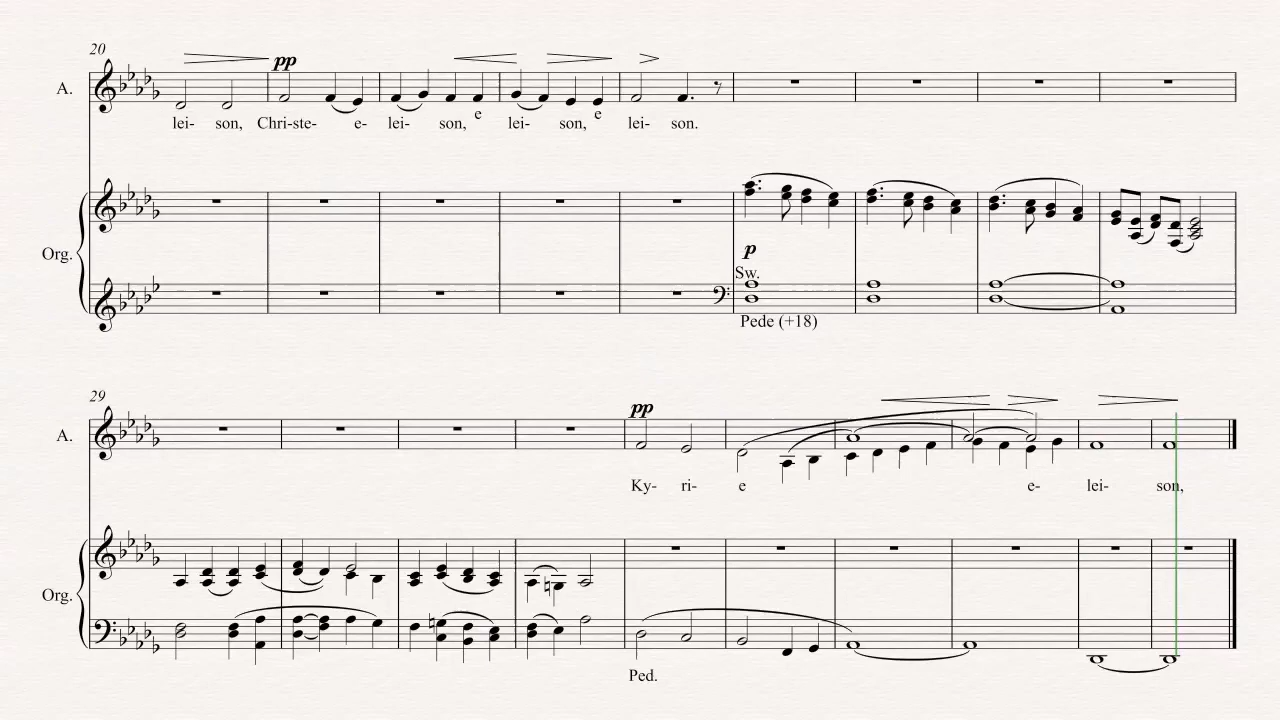 20
pp
A.
lei- son, Chri-ste- e- lei- son, e lei- son, e lei- son.
Org.
p
Sw.
Pede (+18)
29
pp
A.
Ky- ri- e e- lei- son,
Org.
Ped.